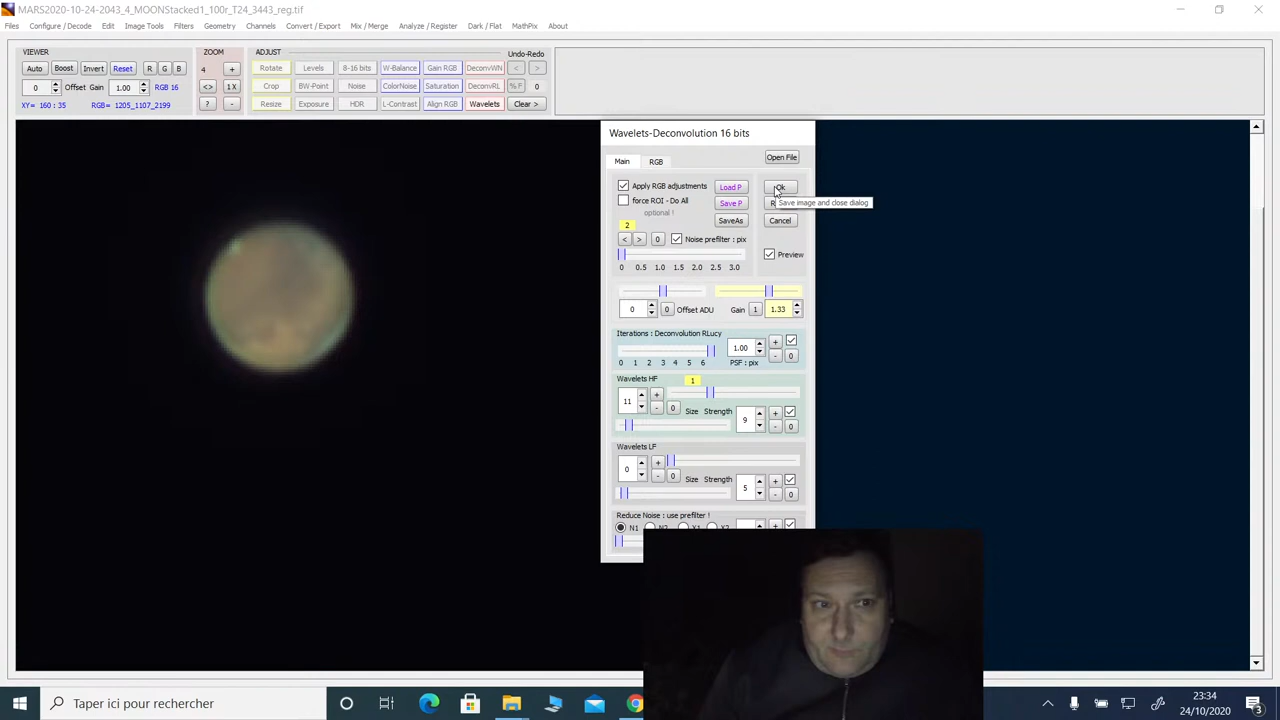 MARS2020-10-24-2043_4_MOONStacked1_100r_T24_3443_reg.tif
Files Configure / Decode Edit Image Tools Filters Geometry Channels Convert / Export Mix / Merge Analyze / Register Dark / Flat MathPix About
VIEWER ZOOM ADJUST Undo-Redo
Auto Boost Invert Reset R G B 4 + Rotate Levels 8-16 bits W-Balance Gain RGB DeconvWN < >
0 Offset Gain 1.00 RGB 16 <> 1 X Crop BW-Point Noise ColorNoise Saturation DeconvRL % F 0
XY= 160 : 35 RGB= 1205_1107_2199 ? - Resize Exposure HDR L-Contrast Align RGB Wavelets Clear >
Wavelets-Deconvolution 16 bits
Main RGB Open File
Apply RGB adjustments Load P Ok
force ROI - Do All Save P Save image and close dialog
optional !
2 SaveAs Cancel
< > 0 Noise prefilter : pix
Preview
0 0.5 1.0 1.5 2.0 2.5 3.0
0 0 Offset ADU Gain 1 1.33
Iterations : Deconvolution RLucy
1.00 +
0 1 2 3 4 5 6 PSF : pix - 0
Wavelets HF 1
11 +
- 0 Size Strength 9 +
- 0
Wavelets LF
0 +
- 0 Size Strength 5 +
- 0
Reduce Noise : use prefilter !
N1 N2 X1 X2
Taper ici pour rechercher
23:34
24/10/2020
3